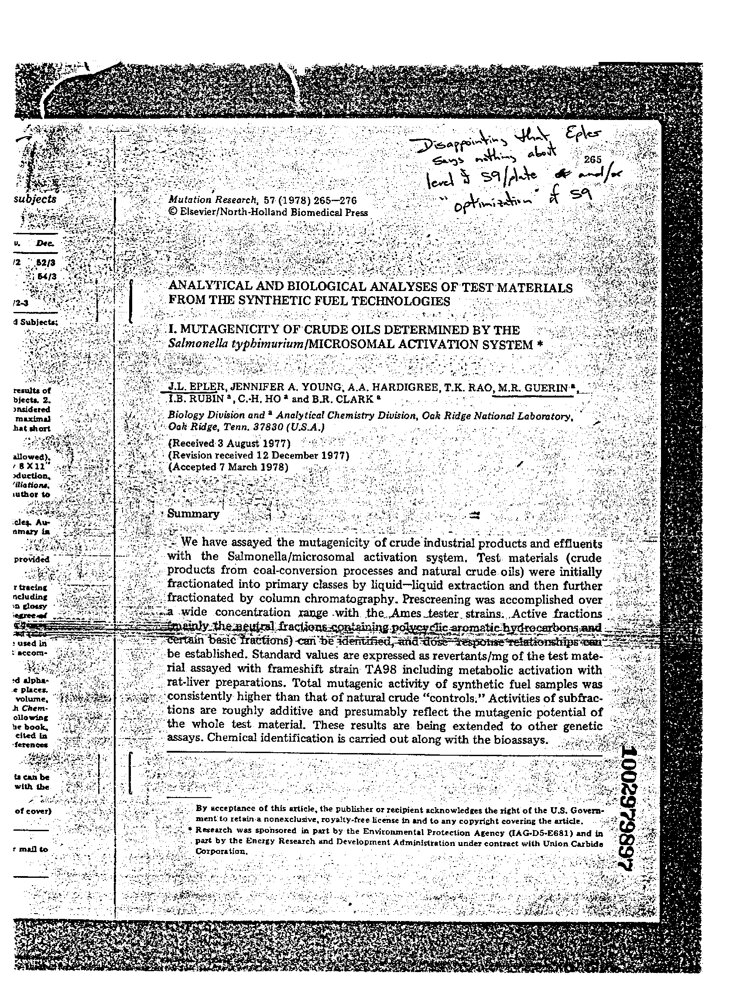 Disappointing that Epler
says nothing about
265
level of S9/plate and/or
"optimization" of S9
Mutation Research, 57 (1978) 265—276
© Elsevier/North-Holland Biomedical Press
ANALYTICAL AND BIOLOGICAL ANALYSES OF TEST MATERIALS
FROM THE SYNTHETIC FUEL TECHNOLOGIES
I. MUTAGENICITY OF CRUDE OILS DETERMINED BY THE
Salmonella typhimurium/MICROSOMAL ACTIVATION SYSTEM *
J.L. EPLER, JENNIFER A. YOUNG, A.A. HARDIGREE, T.K. RAO, M.R. GUERIN ª,
I.B. RUBIN ª, C.-H. HO ª and B.R. CLARK ª
Biology Division and ª Analytical Chemistry Division, Oak Ridge National Laboratory,
Oak Ridge, Tenn. 37830 (U.S.A.)
(Received 3 August 1977)
(Revision received 12 December 1977)
(Accepted 7 March 1978)
Summary
We have assayed the mutagenicity of crude industrial products and effluents
with the Salmonella/microsomal activation system. Test materials (crude
products from coal-conversion processes and natural crude oils) were initially
fractionated into primary classes by liquid—liquid extraction and then further
fractionated by column chromatography. Prescreening was accomplished over
a wide concentration range with the Ames tester strains. Active fractions
(mainly the neutral fractions containing polycyclic aromatic hydrocarbons and
certain basic fractions) can be identified, and dose response relationships can
be established. Standard values are expressed as revertants/mg of the test mate-
rial assayed with frameshift strain TA98 including metabolic activation with
rat-liver preparations. Total mutagenic activity of synthetic fuel samples was
consistently higher than that of natural crude "controls." Activities of subfrac-
tions are roughly additive and presumably reflect the mutagenic potential of
the whole test material. These results are being extended to other genetic
assays. Chemical identification is carried out along with the bioassays.
By acceptance of this article, the publisher or recipient acknowledges the right of the U.S. Govern-
ment to retain a nonexclusive, royalty-free license in and to any copyright covering the article.
* Research was sponsored in part by the Environmental Protection Agency (IAG-D5-E681) and in
part by the Energy Research and Development Administration under contract with Union Carbide
Corporation.
1002979897
subjects
Dec.
52/3
54/3
/2-3
d Subjects;
results of
bjects. 2.
onsidered
maximal
hat short
allowed),
8 X 11
duction,
iliations.
uthor to
cles. Au-
mmary in
provided
r tracing
ncluding
n glossy
used in
accom-
d alpha-
e places.
volume,
h Chem-
ollowing
he book,
cited in
ferences
ts can be
with the
of cover)
r mail to